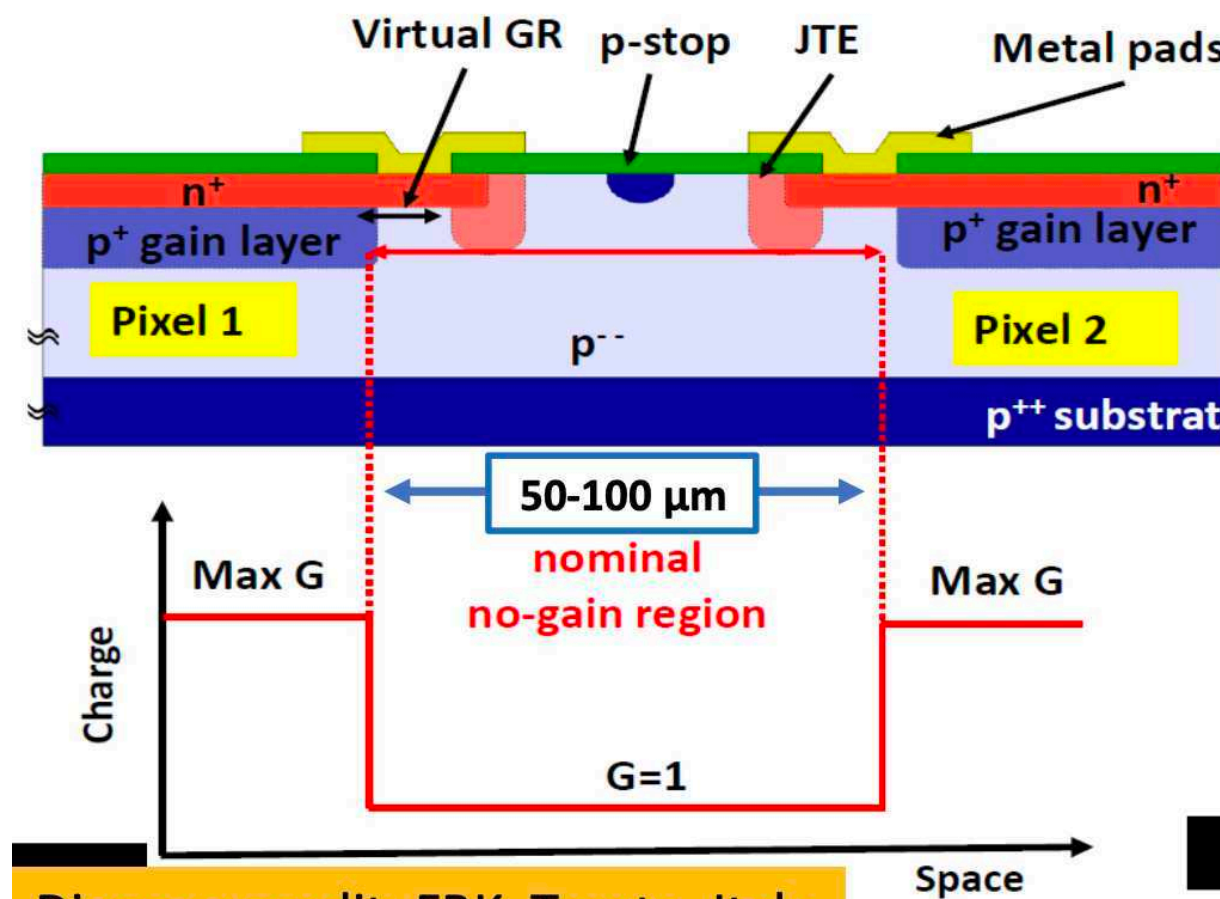 Virtual GR
p-stop
JTE
Metal pads
n⁺
n⁺
p⁺ gain layer
p⁺ gain layer
Pixel 1
Pixel 2
p⁻⁻
p⁺⁺ substrat
50-100 µm
nominal
no-gain region
Max G
Max G
Charge
G=1
Space